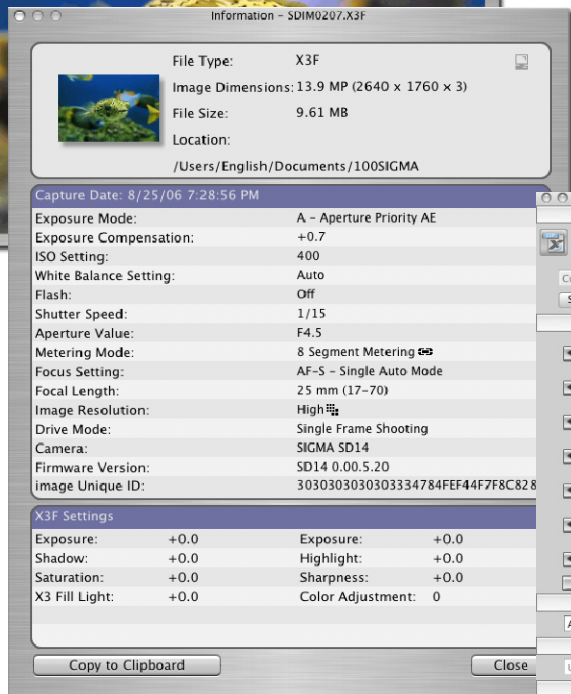 Information - SDIM0207.X3F
File Type: X3F
Image Dimensions: 13.9 MP (2640 x 1760 x 3)
File Size: 9.61 MB
Location:
/Users/English/Documents/100SIGMA
Capture Date: 8/25/06 7:28:56 PM
Exposure Mode: A - Aperture Priority AE
Exposure Compensation: +0.7
ISO Setting: 400
White Balance Setting: Auto
Flash: Off
Shutter Speed: 1/15
Aperture Value: F4.5
Metering Mode: 8 Segment Metering
Focus Setting: AF-S - Single Auto Mode
Focal Length: 25 mm (17-70)
Image Resolution: High
Drive Mode: Single Frame Shooting
Camera: SIGMA SD14
Firmware Version: SD14 0.00.5.20
image Unique ID: 3030303030303334784FEF44F7F8C828
X3F Settings
Exposure: +0.0 Exposure: +0.0
Shadow: +0.0 Highlight: +0.0
Saturation: +0.0 Sharpness: +0.0
X3 Fill Light: +0.0 Color Adjustment: 0
Copy to Clipboard Close